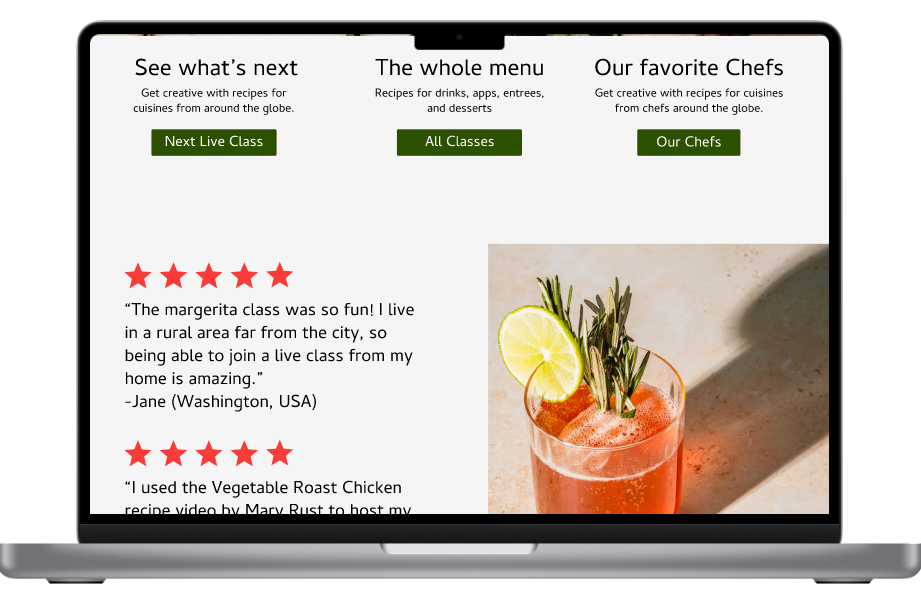 See what's next
Get creative with recipes for
cuisines from around the globe.
Next Live Class
The whole menu
Recipes for drinks, apps, entrees,
and desserts
All Classes
Our favorite Chefs
Get creative with recipes for cuisines
from chefs around the globe.
Our Chefs
“The margerita class was so fun! I live
in a rural area far from the city, so
being able to join a live class from my
home is amazing.”
-Jane (Washington, USA)
“I used the Vegetable Roast Chicken
recipe video by Mary Rust to host my